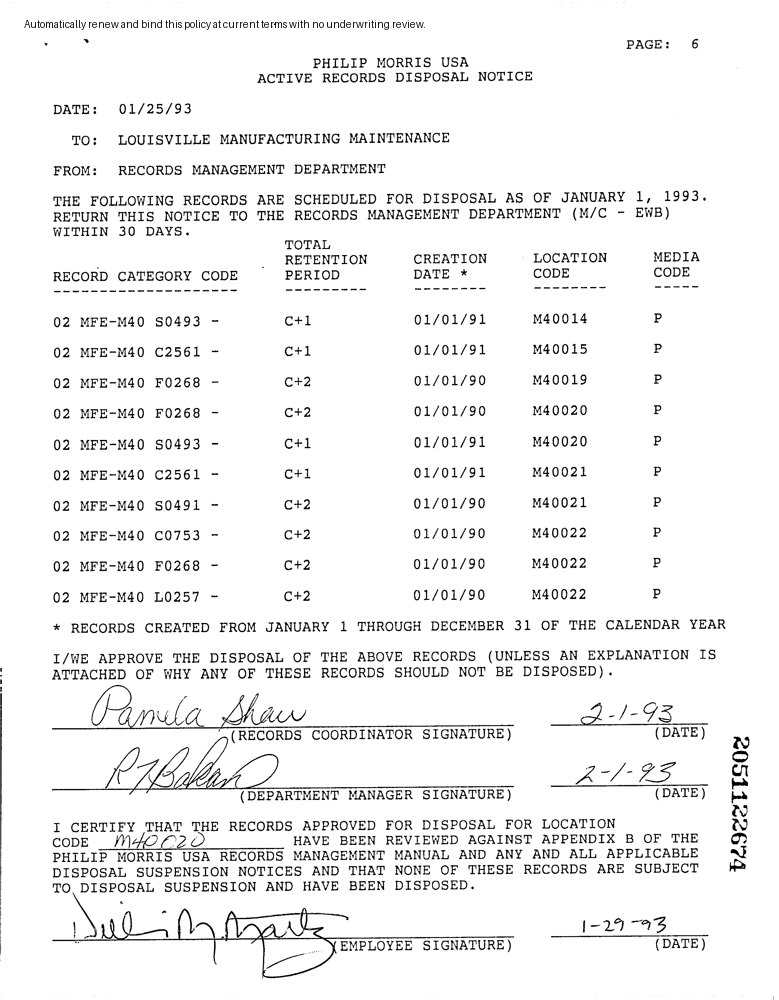 Automatically renew and bind this policy at current terms with no underwriting review.
PAGE: 6
PHILIP MORRIS USA
ACTIVE RECORDS DISPOSAL NOTICE
DATE: 01/25/93
TO: LOUISVILLE MANUFACTURING MAINTENANCE
FROM: RECORDS MANAGEMENT DEPARTMENT
THE FOLLOWING RECORDS ARE SCHEDULED FOR DISPOSAL AS OF JANUARY 1, 1993.
RETURN THIS NOTICE TO THE RECORDS MANAGEMENT DEPARTMENT (M/C - EWB)
WITHIN 30 DAYS.
TOTAL
RETENTION CREATION LOCATION MEDIA
RECORD CATEGORY CODE PERIOD DATE * CODE CODE
-------------------- --------- -------- -------- -----
02 MFE-M40 S0493 - C+1 01/01/91 M40014 P
02 MFE-M40 C2561 - C+1 01/01/91 M40015 P
02 MFE-M40 F0268 - C+2 01/01/90 M40019 P
02 MFE-M40 F0268 - C+2 01/01/90 M40020 P
02 MFE-M40 S0493 - C+1 01/01/91 M40020 P
02 MFE-M40 C2561 - C+1 01/01/91 M40021 P
02 MFE-M40 S0491 - C+2 01/01/90 M40021 P
02 MFE-M40 C0753 - C+2 01/01/90 M40022 P
02 MFE-M40 F0268 - C+2 01/01/90 M40022 P
02 MFE-M40 L0257 - C+2 01/01/90 M40022 P
* RECORDS CREATED FROM JANUARY 1 THROUGH DECEMBER 31 OF THE CALENDAR YEAR
I/WE APPROVE THE DISPOSAL OF THE ABOVE RECORDS (UNLESS AN EXPLANATION IS
ATTACHED OF WHY ANY OF THESE RECORDS SHOULD NOT BE DISPOSED).
Pamela Shaw 2-1-93
(RECORDS COORDINATOR SIGNATURE) (DATE)
2-1-93
(DEPARTMENT MANAGER SIGNATURE) (DATE)
I CERTIFY THAT THE RECORDS APPROVED FOR DISPOSAL FOR LOCATION
CODE M40020 HAVE BEEN REVIEWED AGAINST APPENDIX B OF THE
PHILIP MORRIS USA RECORDS MANAGEMENT MANUAL AND ANY AND ALL APPLICABLE
DISPOSAL SUSPENSION NOTICES AND THAT NONE OF THESE RECORDS ARE SUBJECT
TO DISPOSAL SUSPENSION AND HAVE BEEN DISPOSED.
1-29-93
(EMPLOYEE SIGNATURE) (DATE)
2051122674